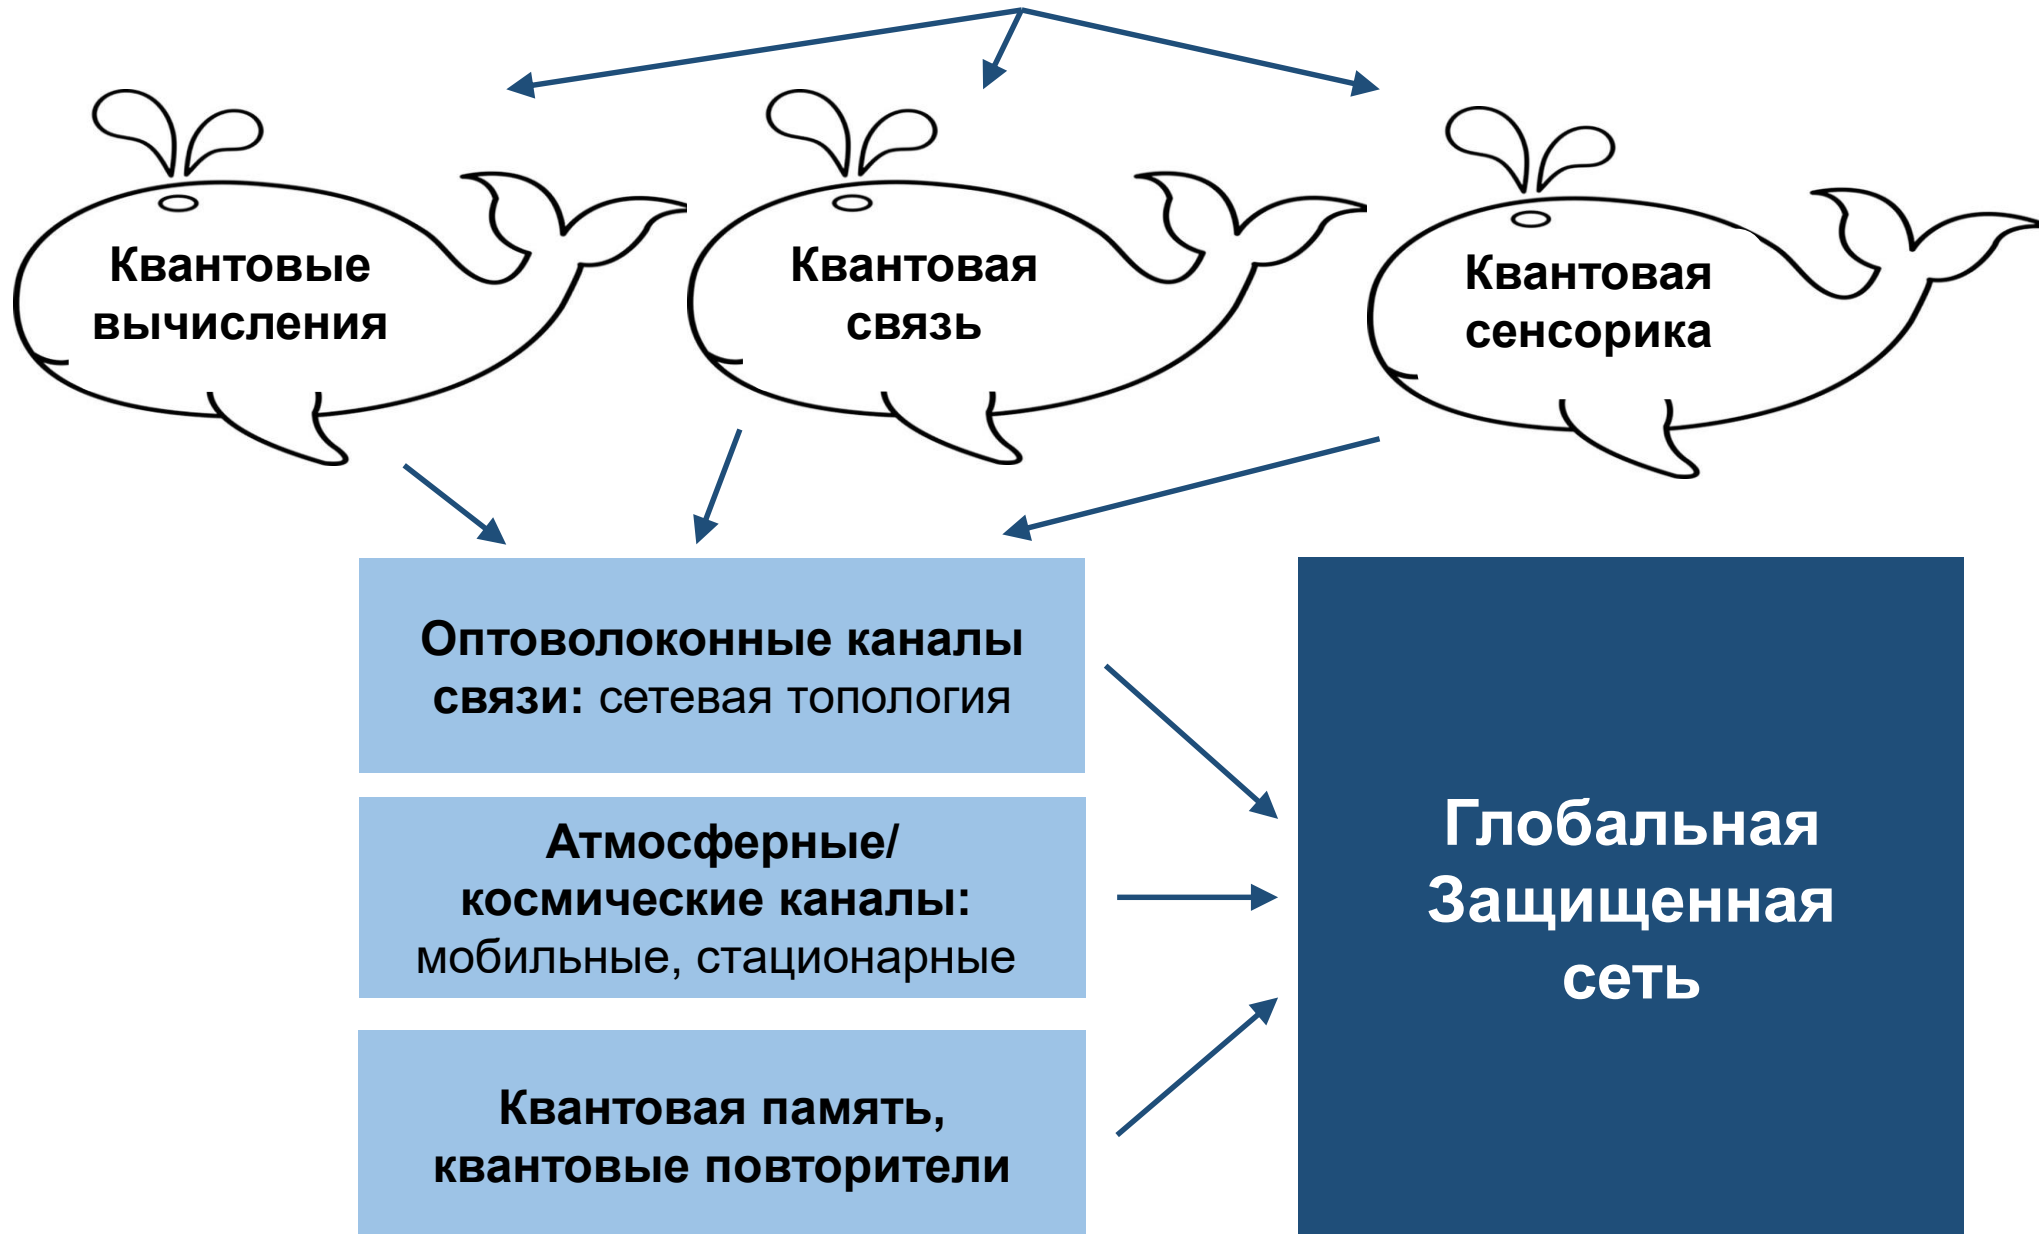 Квантовые
вычисления
Квантовая
связь
Квантовая
сенсорика
Оптоволоконные каналы
связи: сетевая топология
Атмосферные/
космические каналы:
мобильные, стационарные
Квантовая память,
квантовые повторители
Глобальная
Защищенная
сеть